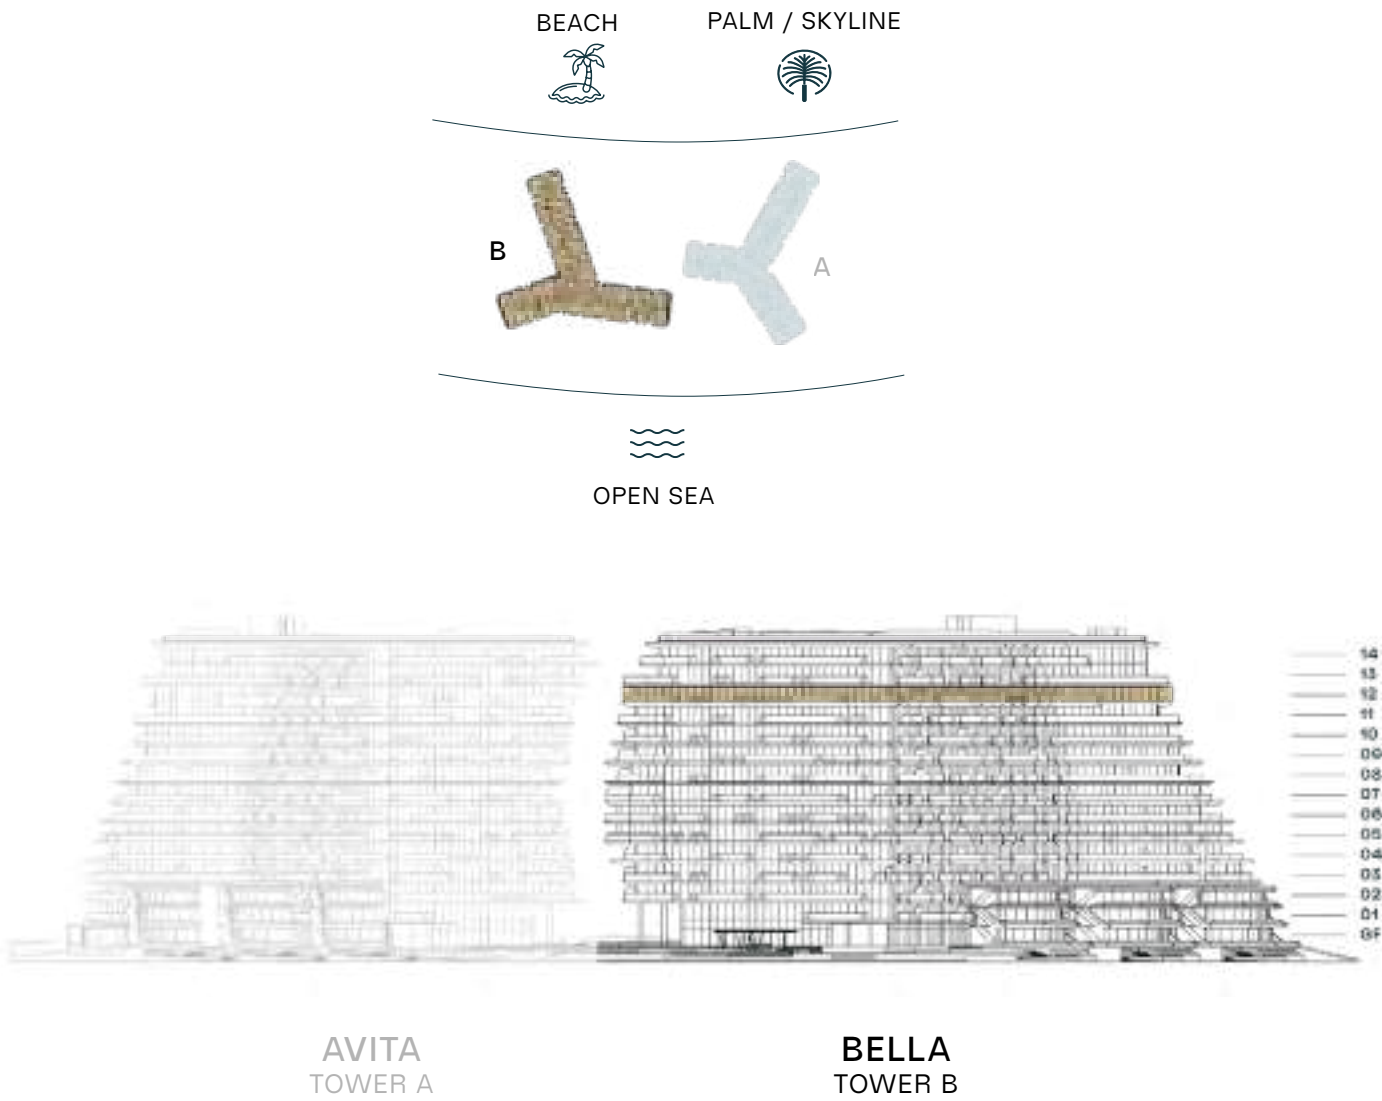 BEACH
PALM / SKYLINE
B
A
OPEN SEA
14
13
12
11
10
09
08
07
06
05
04
03
02
01
GF
AVITA
TOWER A
BELLA
TOWER B